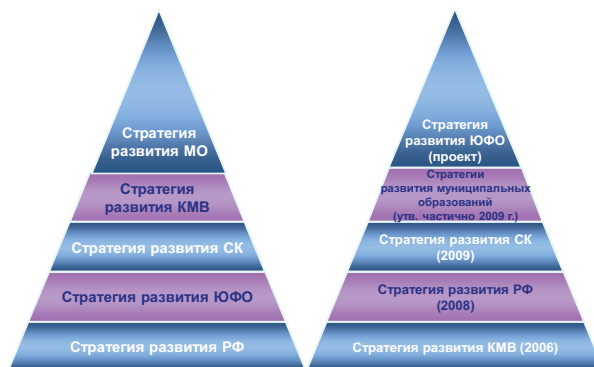 Стратегия
развития МО
Стратегия
развития КМВ
Стратегия развития СК
Стратегия развития ЮФО
Стратегия развития РФ
Стратегия
развития ЮФО
(проект)
Стратегии
развития муниципальных
образований
(утв. частично 2009 г.)
Стратегия развития СК
(2009)
Стратегия развития РФ
(2008)
Стратегия развития КМВ (2006)